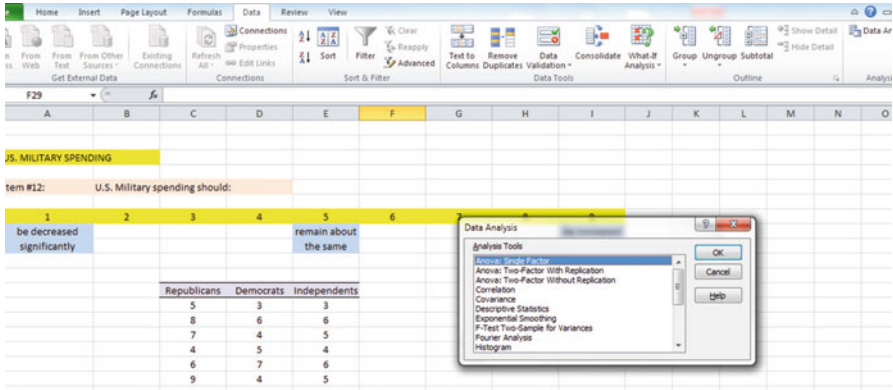 Home Insert Page Layout Formulas Data Review View
From Web
From Text
From Other Sources
Existing Connections
Refresh All
Connections
Properties
Edit Links
Sort
Filter
Clear
Reapply
Advanced
Text to Columns
Remove Duplicates
Data Validation
Consolidate
What-If Analysis
Group
Ungroup
Subtotal
Show Detail
Hide Detail
Data An
Get External Data Connections Sort & Filter Data Tools Outline Analysi
F29 fx
A B C D E F G H I J K L M N O
U.S. MILITARY SPENDING
tem #12: U.S. Military spending should:
1 2 3 4 5 6 7
be decreased significantly
remain about the same
Republicans Democrats Independents
5 3 3
8 6 6
7 4 5
4 5 4
6 7 6
9 4 5
Data Analysis
Analysis Tools
Anova: Single Factor
Anova: Two-Factor With Replication
Anova: Two-Factor Without Replication
Correlation
Covariance
Descriptive Statistics
Exponential Smoothing
F-Test Two-Sample for Variances
Fourier Analysis
Histogram
OK
Cancel
Help